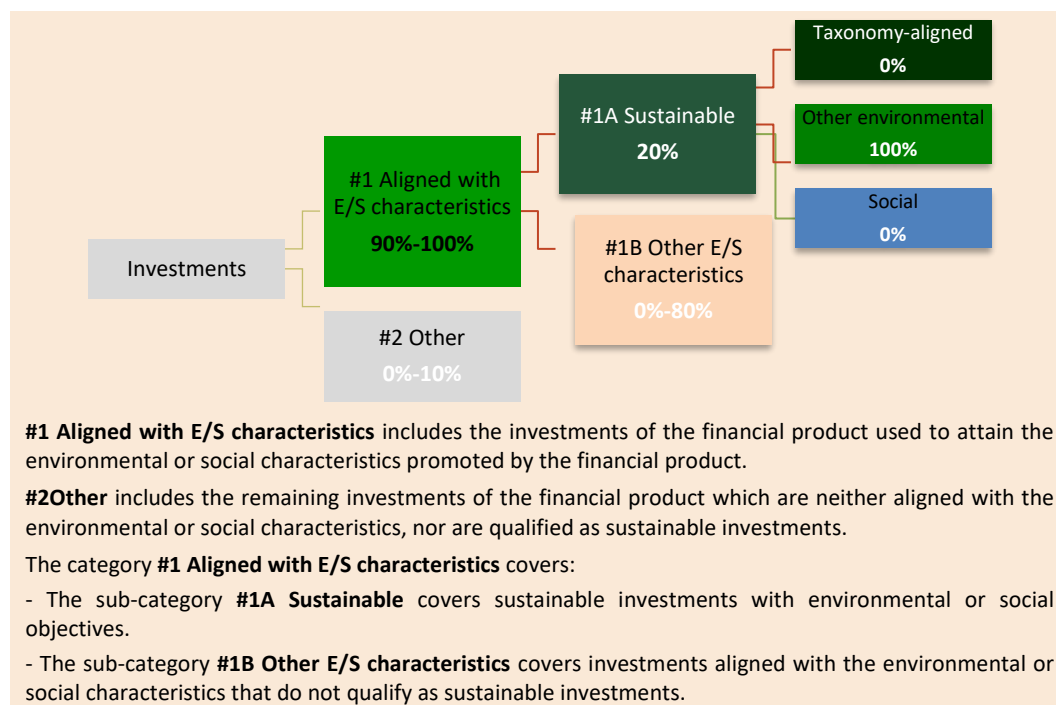 Taxonomy-aligned
0%
#1A Sustainable
20%
Other environmental
100%
#1 Aligned with
E/S characteristics
90%-100%
Social
0%
Investments
#1B Other E/S
characteristics
0%-80%
#2 Other
0%-10%
#1 Aligned with E/S characteristics includes the investments of the financial product used to attain the
environmental or social characteristics promoted by the financial product.
#2Other includes the remaining investments of the financial product which are neither aligned with the
environmental or social characteristics, nor are qualified as sustainable investments.
The category #1 Aligned with E/S characteristics covers:
- The sub-category #1A Sustainable covers sustainable investments with environmental or social
objectives.
- The sub-category #1B Other E/S characteristics covers investments aligned with the environmental or
social characteristics that do not qualify as sustainable investments.